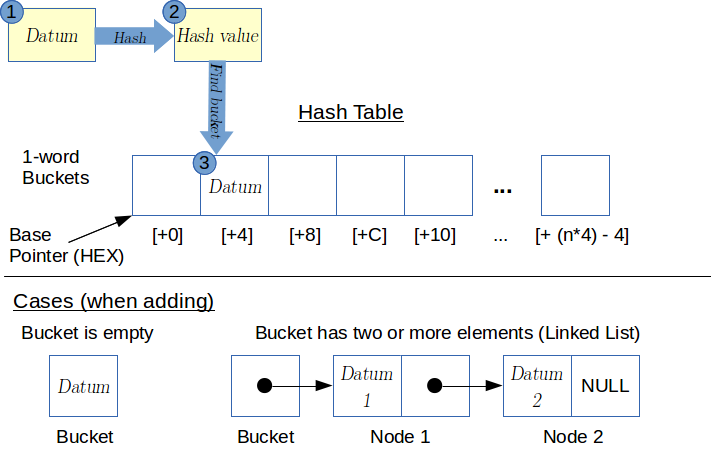 1
2
Datum
Hash
Hash value
Find bucket
Hash Table
1-word
Buckets
3
Datum
...
Base
Pointer (HEX)
[+0]
[+4]
[+8]
[+C]
[+10]
...
[+ (n*4) - 4]
Cases (when adding)
Bucket is empty
Bucket has two or more elements (Linked List)
Datum
Datum
1
Datum
2
NULL
Bucket
Bucket
Node 1
Node 2